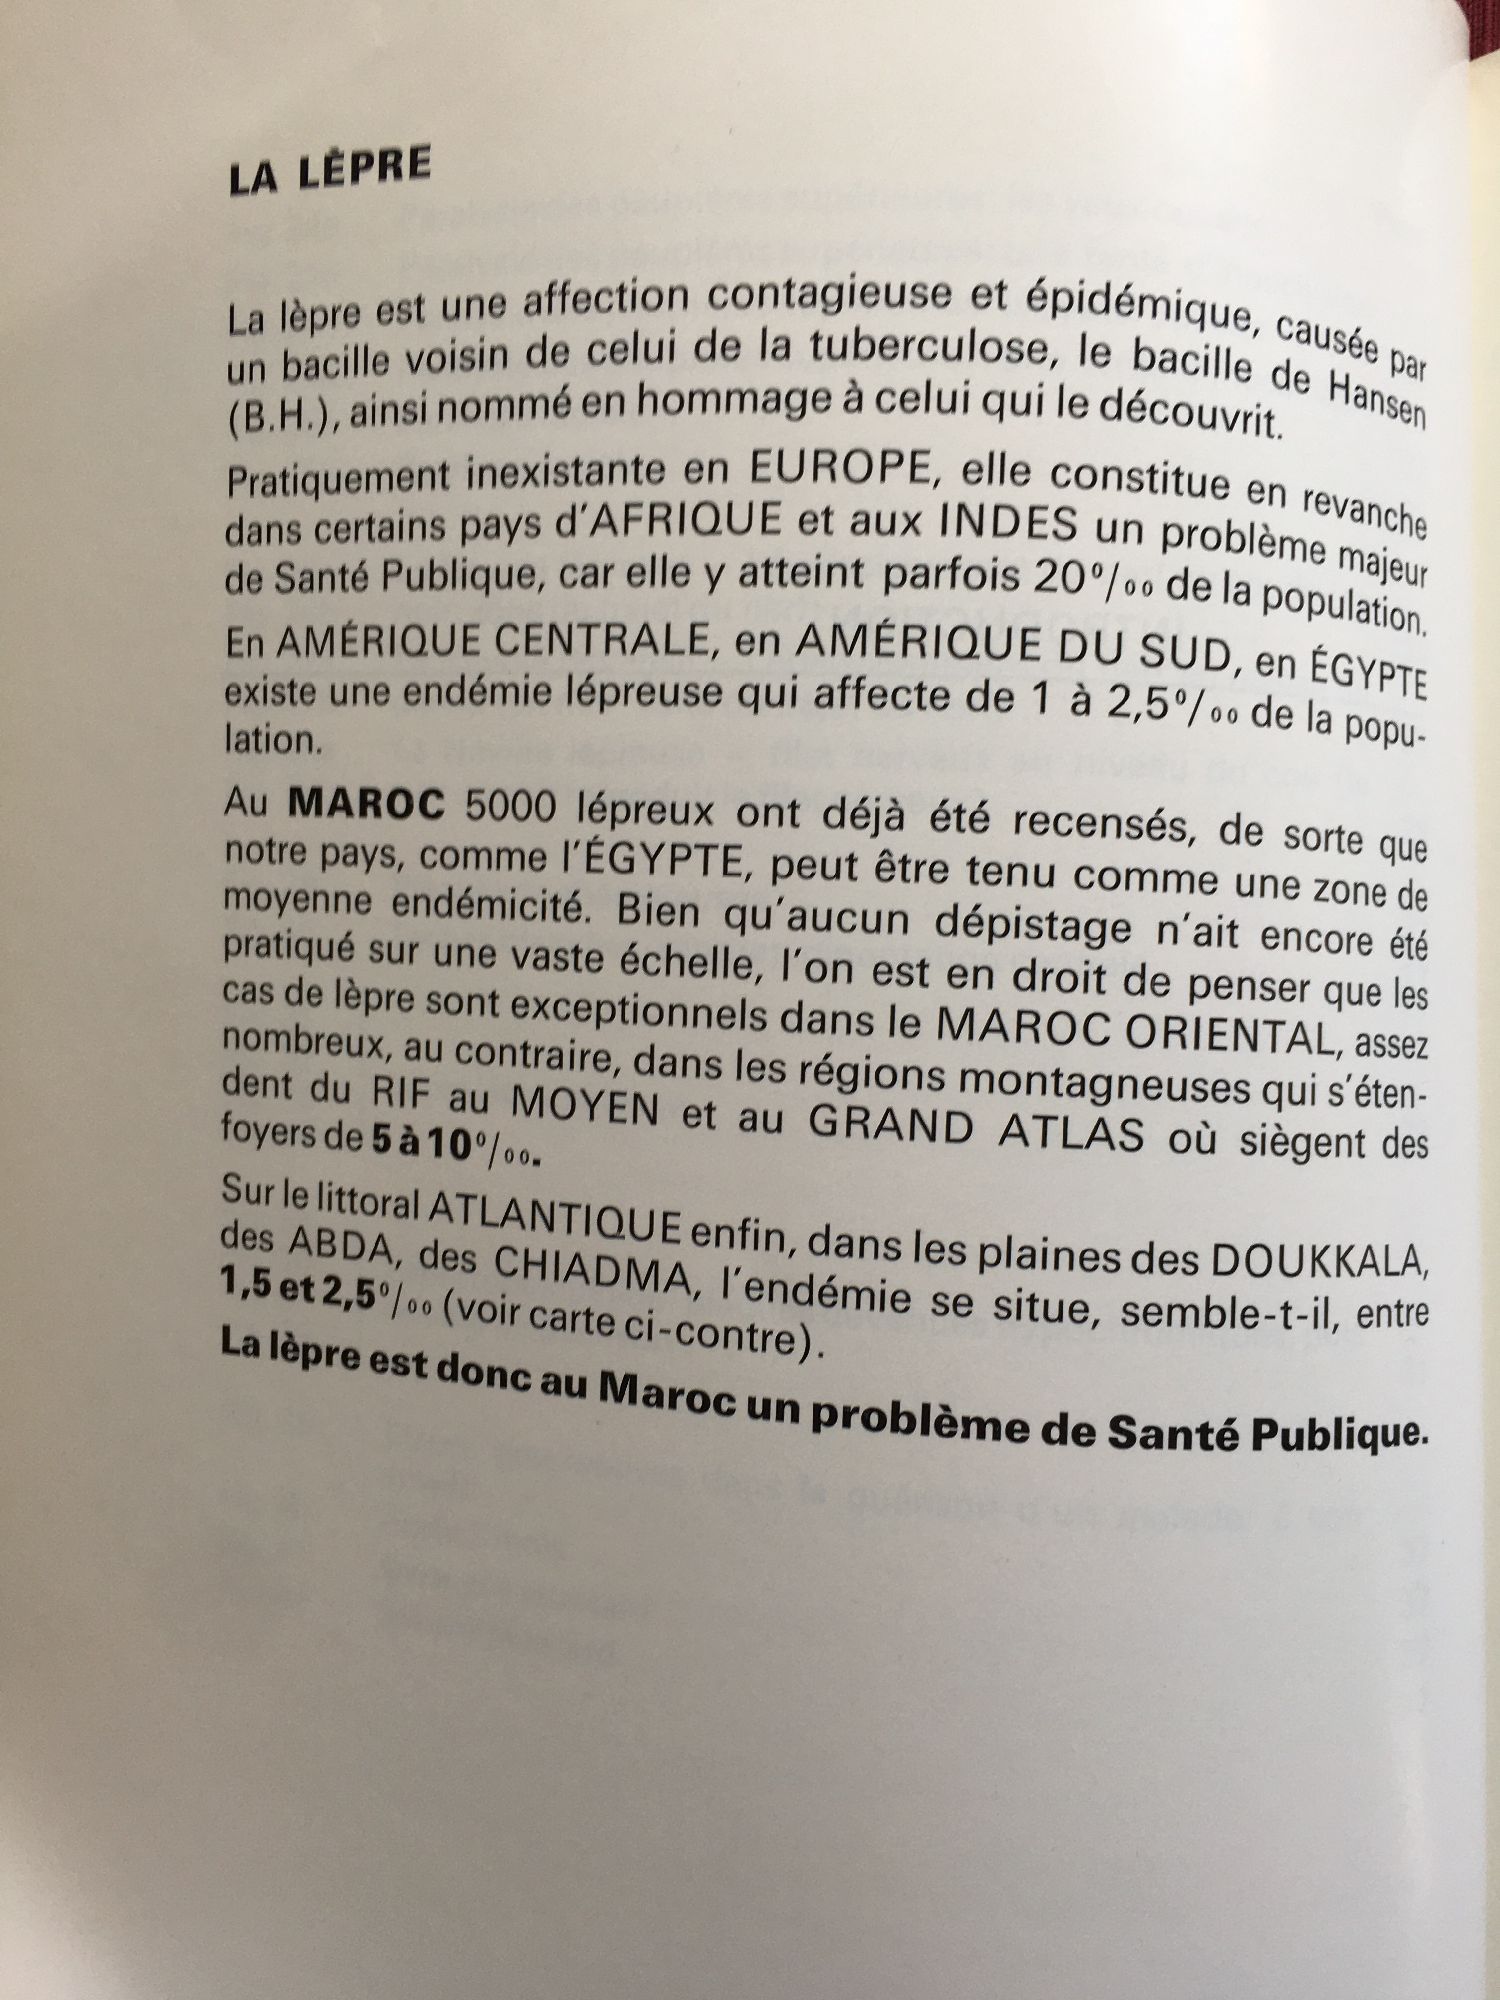 LA LÈPRE
La lèpre est une affection contagieuse et épidémique, causée par
un bacille voisin de celui de la tuberculose, le bacille de Hansen
(B.H.), ainsi nommé en hommage à celui qui le découvrit.
Pratiquement inexistante en EUROPE, elle constitue en revanche
dans certains pays d'AFRIQUE et aux INDES un problème majeur
de Santé Publique, car elle y atteint parfois 20⁰/₀₀ de la population.
En AMÉRIQUE CENTRALE, en AMÉRIQUE DU SUD, en ÉGYPTE
existe une endémie lépreuse qui affecte de 1 à 2,5⁰/₀₀ de la popu-
lation.
Au MAROC 5000 lépreux ont déjà été recensés, de sorte que
notre pays, comme l'ÉGYPTE, peut être tenu comme une zone de
moyenne endémicité. Bien qu'aucun dépistage n'ait encore été
pratiqué sur une vaste échelle, l'on est en droit de penser que les
cas de lèpre sont exceptionnels dans le MAROC ORIENTAL, assez
nombreux, au contraire, dans les régions montagneuses qui s'éten-
dent du RIF au MOYEN et au GRAND ATLAS où siègent des
foyers de 5 à 10⁰/₀₀.
Sur le littoral ATLANTIQUE enfin, dans les plaines des DOUKKALA,
des ABDA, des CHIADMA, l'endémie se situe, semble-t-il, entre
1,5 et 2,5⁰/₀₀ (voir carte ci-contre).
La lèpre est donc au Maroc un problème de Santé Publique.